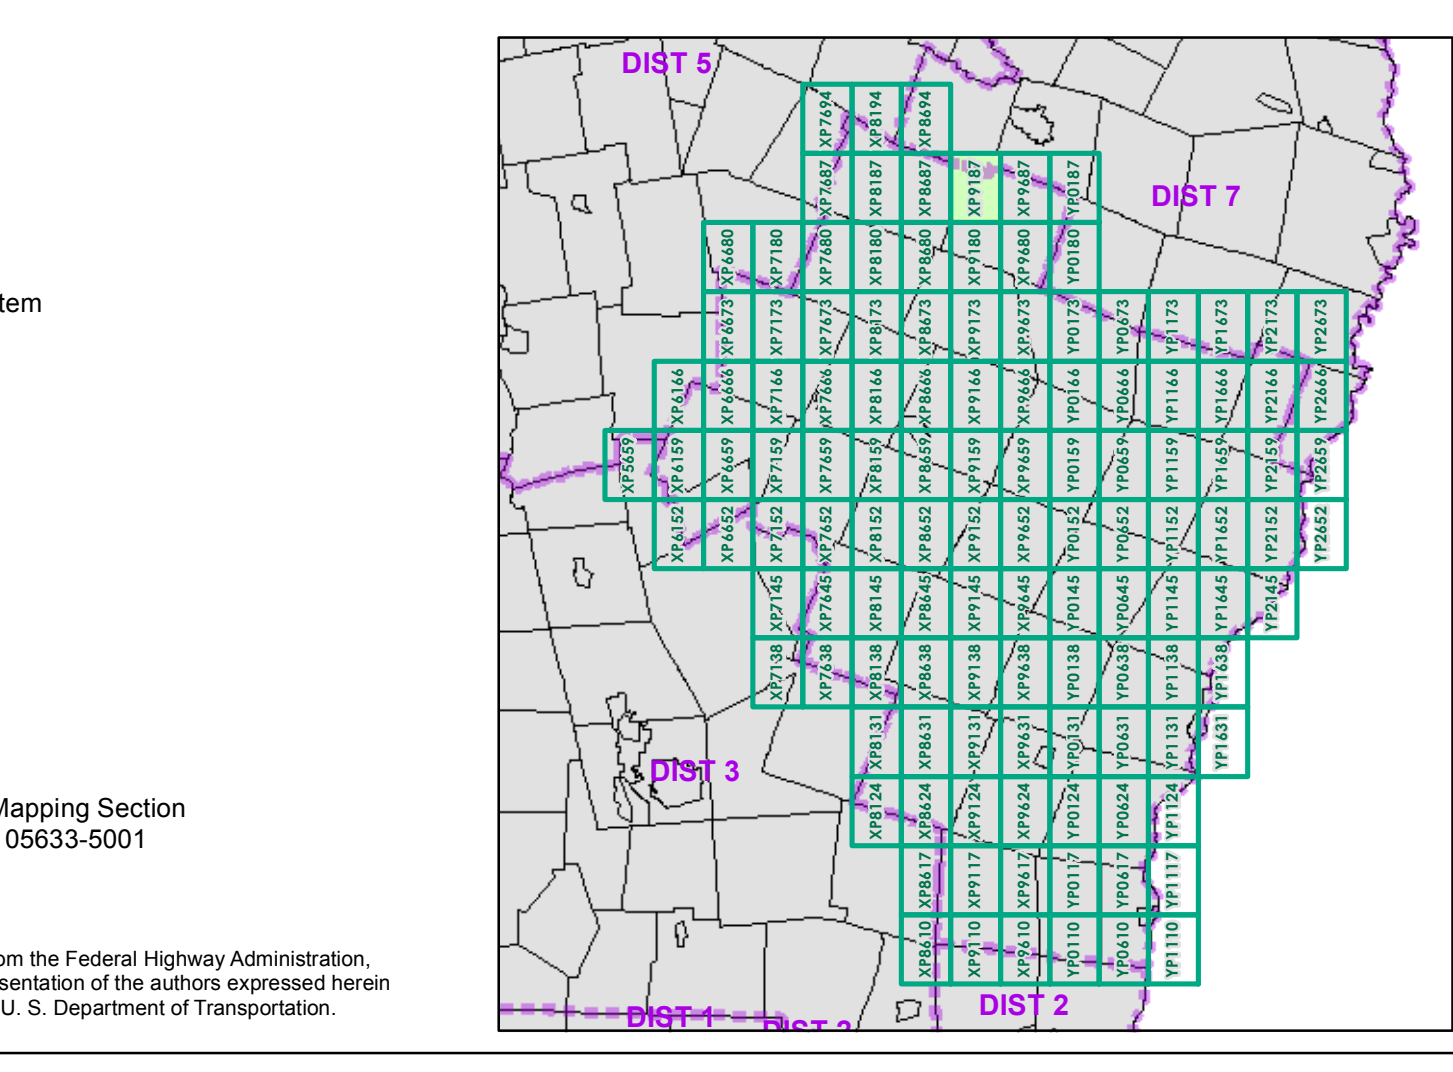 DIST 5
XP7694
XP8194
XP8694
XP7687
XP8187
XP8687
XP9187
XP9687
YP0187
DIST 7
XP6680
XP7180
XP7680
XP8180
XP8680
XP9180
XP9680
YP0180
tem
XP6673
XP7173
XP7673
XP8173
XP8673
XP9173
XP9673
YP0173
YP0673
YP1173
YP1673
YP2173
YP2673
XP6166
XP6666
XP7166
XP7666
XP8166
XP8666
XP9166
XP9666
YP0166
YP0666
YP1166
YP1666
YP2166
YP2666
XP5659
XP6159
XP6659
XP7159
XP7659
XP8159
XP8659
XP9159
XP9659
YP0159
YP0659
YP1159
YP1659
YP2159
YP2659
XP6152
XP6652
XP7152
XP7652
XP8152
XP8652
XP9152
XP9652
YP0152
YP0652
YP1152
YP1652
YP2152
YP2652
XP7145
XP7645
XP8145
XP8645
XP9145
XP9645
YP0145
YP0645
YP1145
YP1645
YP2145
XP7138
XP7638
XP8138
XP8638
XP9138
XP9638
YP0138
YP0638
YP1138
YP1638
XP8131
XP8631
XP9131
XP9631
YP0131
YP0631
YP1131
YP1631
DIST 3
Mapping Section
05633-5001
XP8124
XP8624
XP9124
XP9624
YP0124
YP0624
YP1124
XP8617
XP9117
XP9617
YP0117
YP0617
YP1117
XP8610
XP9110
XP9610
YP0110
YP0610
YP1110
om the Federal Highway Administration,
sentation of the authors expressed herein
U. S. Department of Transportation.
DIST 2
DIST 1
DIST 2